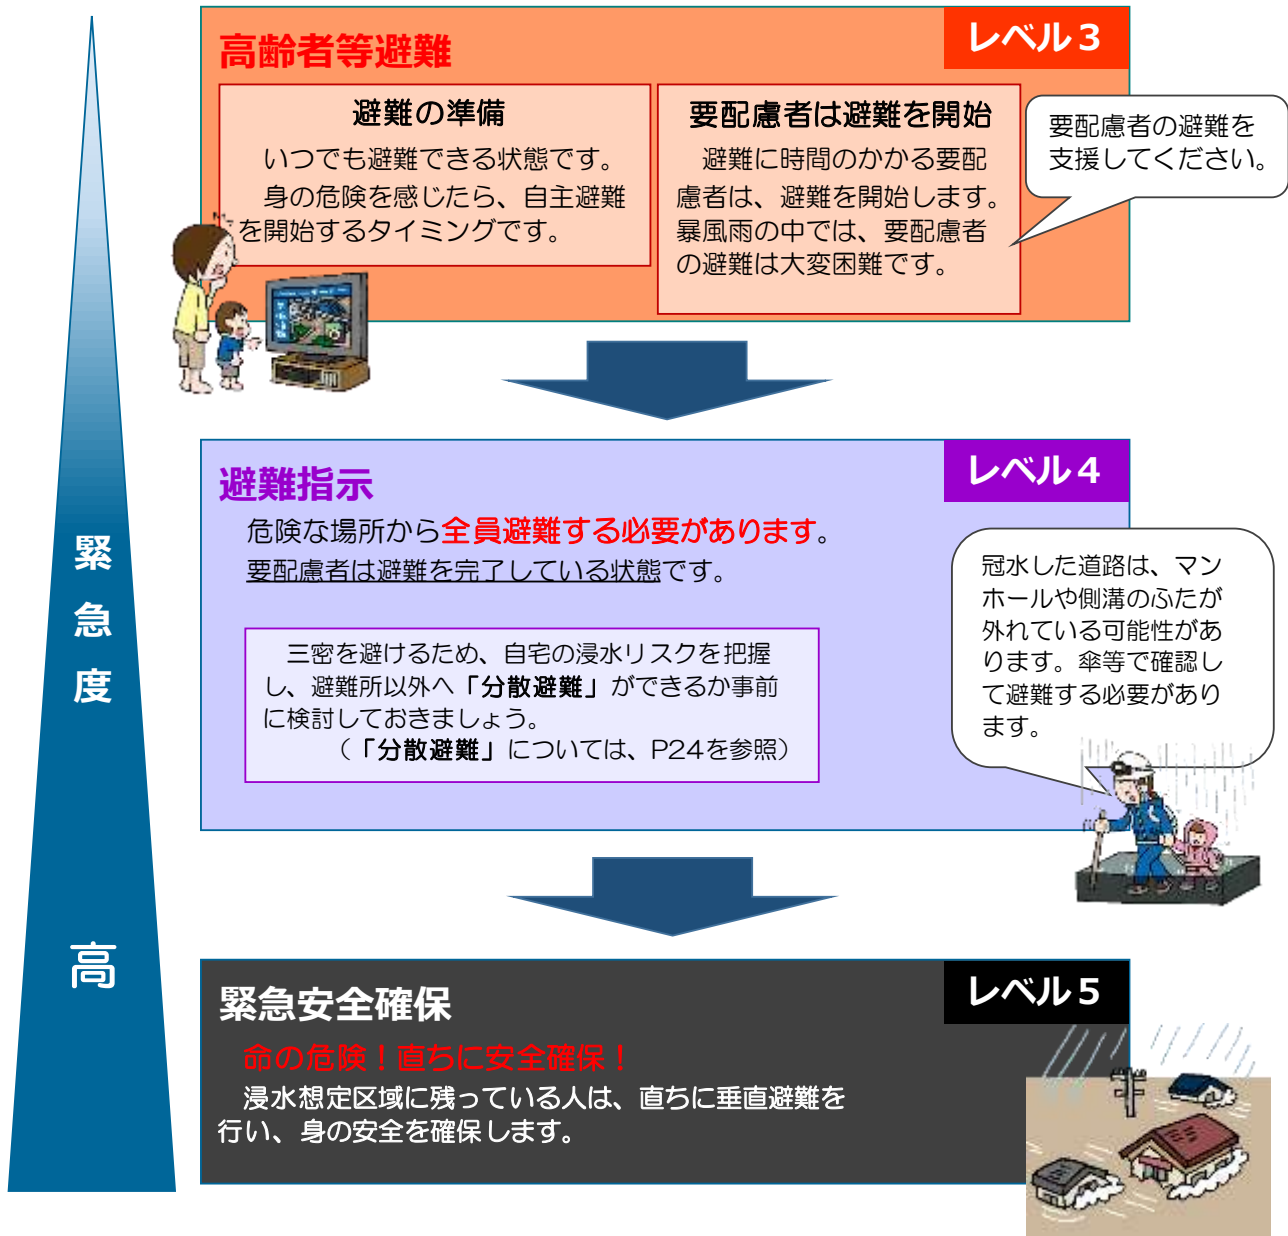 高齢者等避難
レベル３
避難の準備
いつでも避難できる状態です。
身の危険を感じたら、自主避難
を開始するタイミングです。
要配慮者は避難を開始
避難に時間のかかる要配
慮者は、避難を開始します。
暴風雨の中では、要配慮者
の避難は大変困難です。
要配慮者の避難を
支援してください。
避難指示
レベル４
危険な場所から全員避難する必要があります。
要配慮者は避難を完了している状態です。
三密を避けるため、自宅の浸水リスクを把握
し、避難所以外へ「分散避難」ができるか事前
に検討しておきましょう。
（「分散避難」については、P24を参照）
冠水した道路は、マン
ホールや側溝のふたが
外れている可能性があ
ります。傘等で確認し
て避難する必要があり
ます。
緊急安全確保
レベル５
命の危険！直ちに安全確保！
浸水想定区域に残っている人は、直ちに垂直避難を
行い、身の安全を確保します。
緊急度
高